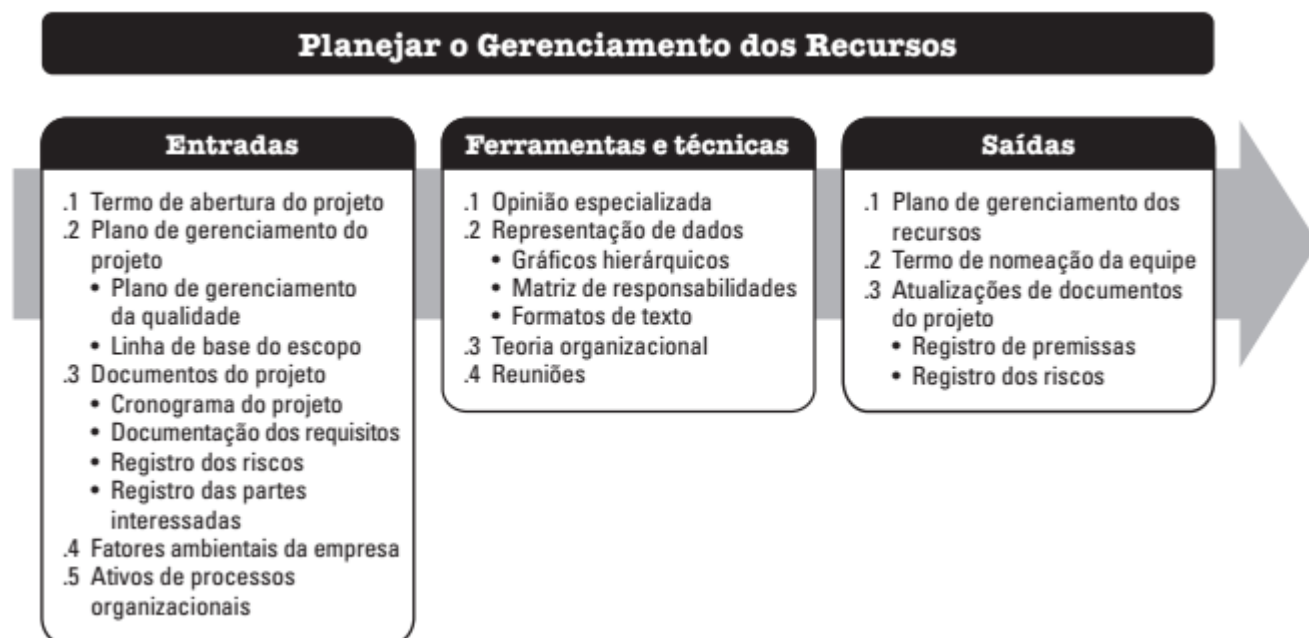 Planejar o Gerenciamento dos Recursos
Entradas
.1 Termo de abertura do projeto
.2 Plano de gerenciamento do
projeto
• Plano de gerenciamento
da qualidade
• Linha de base do escopo
.3 Documentos do projeto
• Cronograma do projeto
• Documentação dos requisitos
• Registro dos riscos
• Registro das partes
interessadas
.4 Fatores ambientais da empresa
.5 Ativos de processos
organizacionais
Ferramentas e técnicas
.1 Opinião especializada
.2 Representação de dados
• Gráficos hierárquicos
• Matriz de responsabilidades
• Formatos de texto
.3 Teoria organizacional
.4 Reuniões
Saídas
.1 Plano de gerenciamento dos
recursos
.2 Termo de nomeação da equipe
.3 Atualizações de documentos
do projeto
• Registro de premissas
• Registro dos riscos